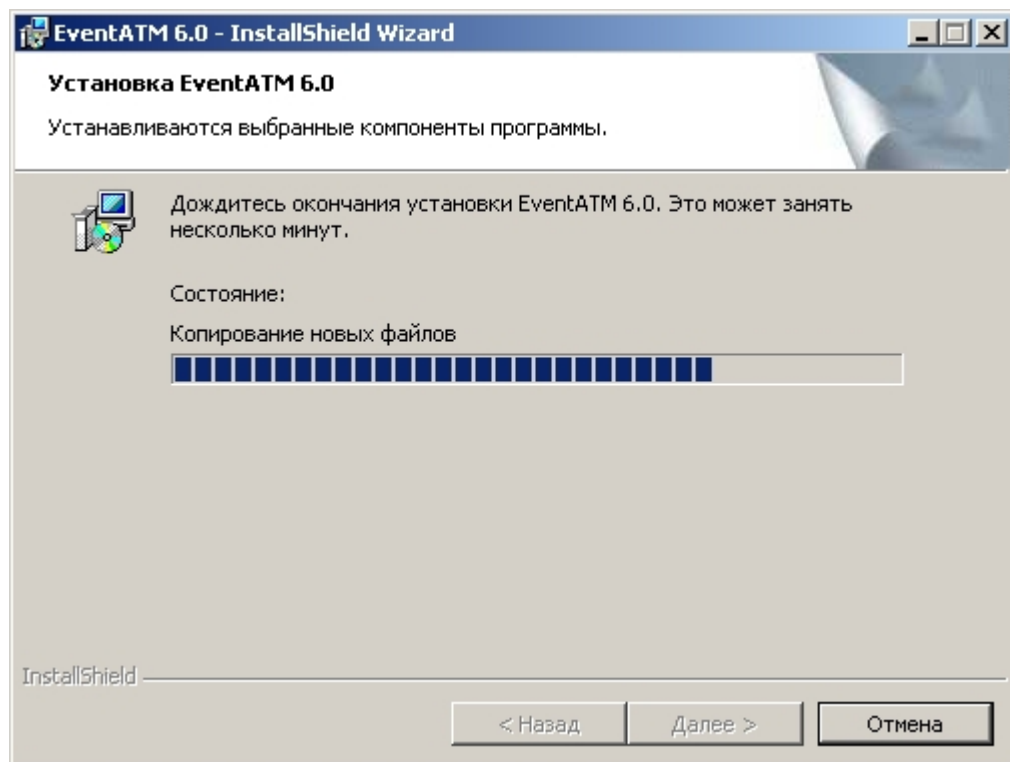 EventATM 6.0 - InstallShield Wizard
Установка EventATM 6.0
Устанавливаются выбранные компоненты программы.
Дождитесь окончания установки EventATM 6.0. Это может занять
несколько минут.
Состояние:
Копирование новых файлов
InstallShield
< Назад
Далее >
Отмена